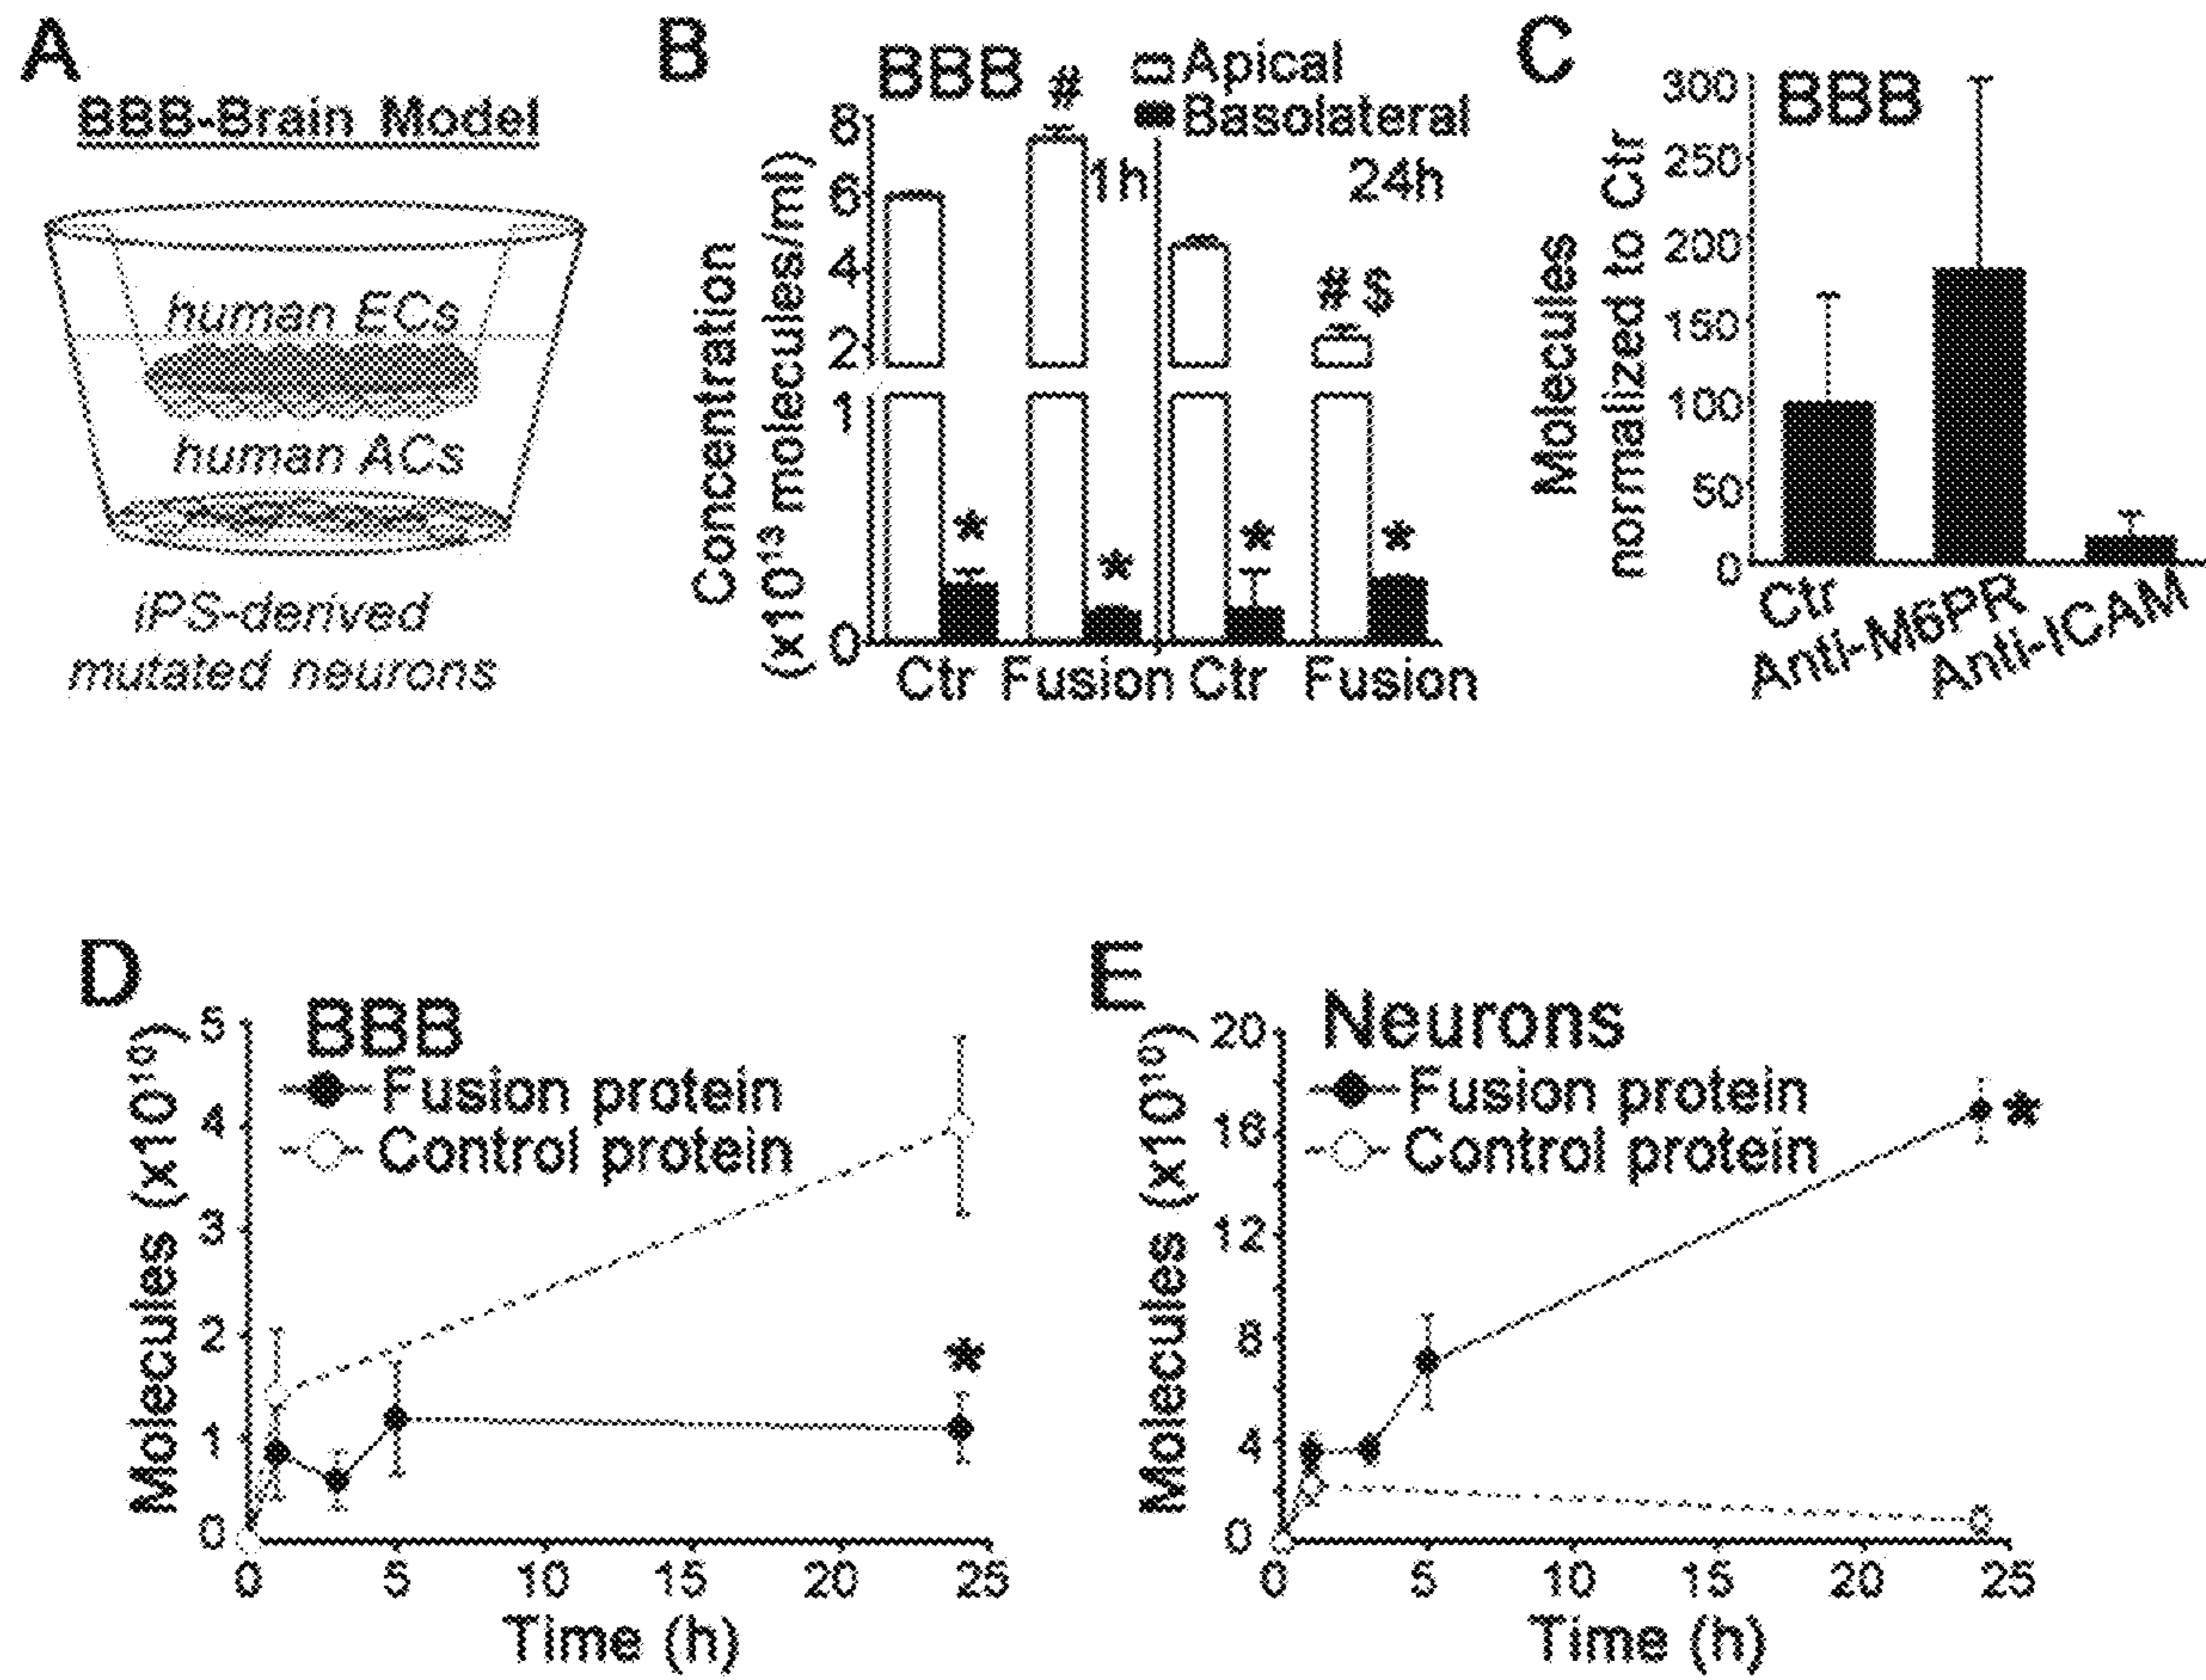 A
BBB-Brain Model
human ECs
human ACs
iPS-derived
mutated neurons
B
BBB
#
Apical
Basolateral
1h
24h
# $
Concentration
(x10¹³ molecules/ml)
8
6
4
2
1
0
*
*
*
*
Ctr Fusion Ctr Fusion
C
BBB
Molecules
normalized to Ctr
300
250
200
150
100
50
0
Ctr
Anti-M6PR
Anti-ICAM
D
BBB
Fusion protein
Control protein
Molecules (x10¹⁰)
5
4
3
2
1
0
*
0 5 10 15 20 25
Time (h)
E
Neurons
Fusion protein
Control protein
Molecules (x10¹⁰)
20
16
12
8
4
0
*
0 5 10 15 20 25
Time (h)